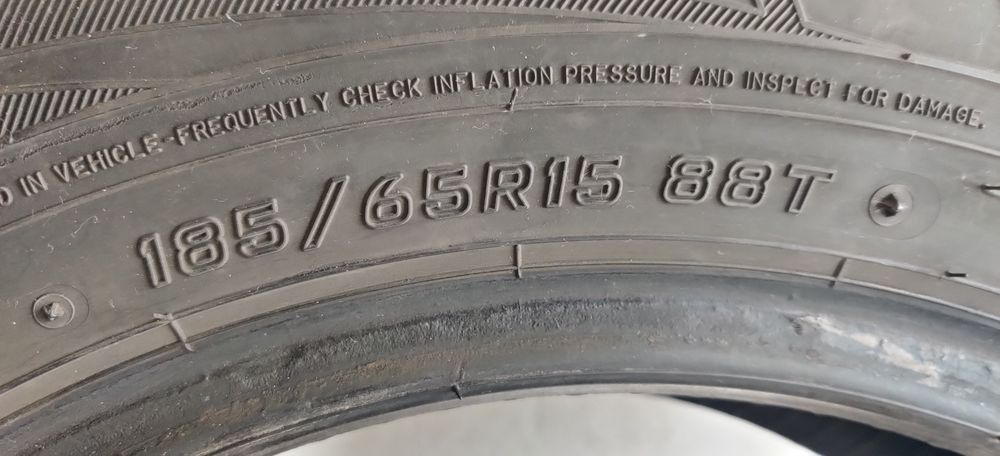 IN VEHICLE-FREQUENTLY CHECK INFLATION PRESSURE AND INSPECT FOR DAMAGE.
185/65R15 88T